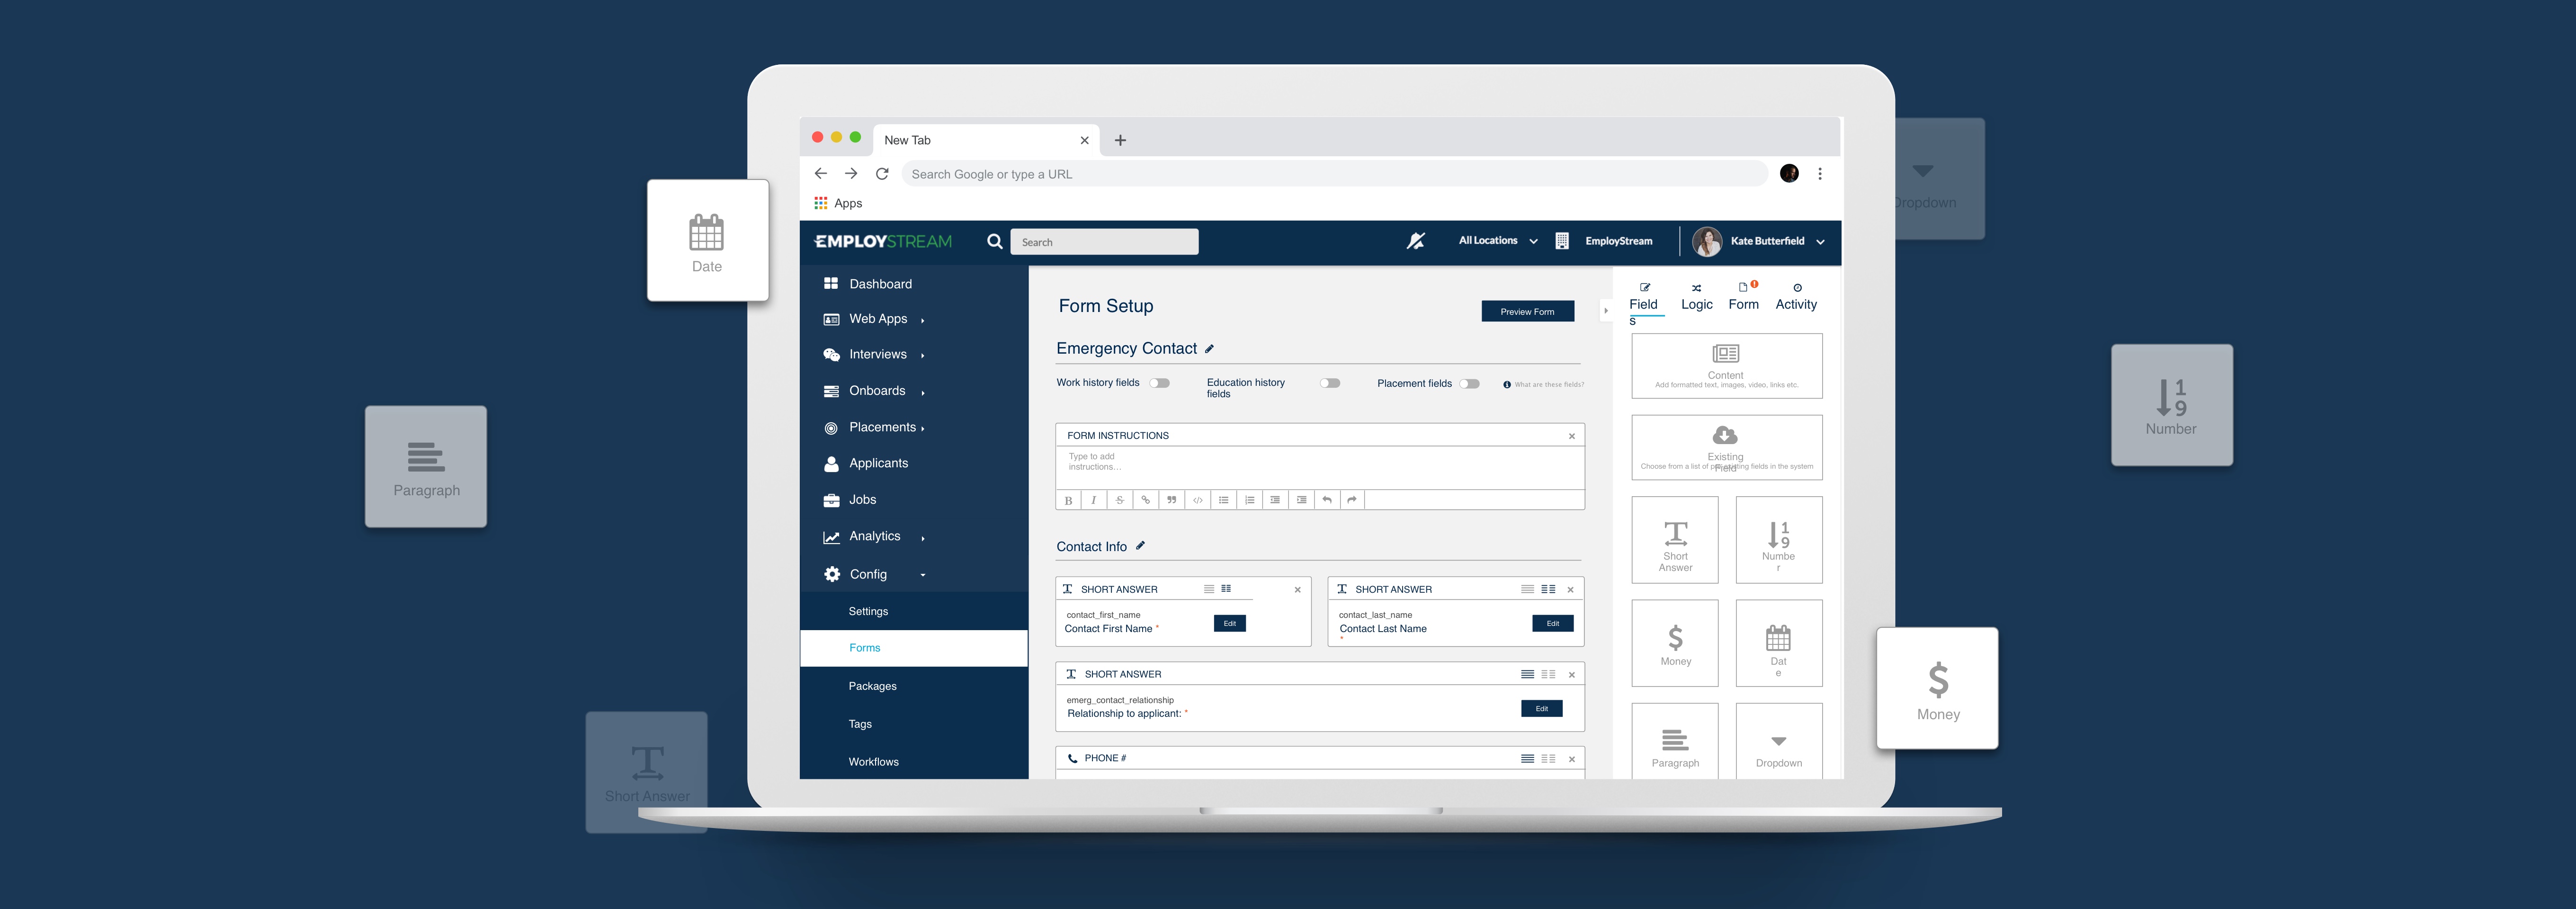 New Tab
Search Google or type a URL
Apps
EMPLOYSTREAM
Search
All Locations
EmployStream
Kate Butterfield
Dashboard
Web Apps
Interviews
Onboards
Placements
Applicants
Jobs
Analytics
Config
Settings
Forms
Packages
Tags
Workflows
Form Setup
Preview Form
Emergency Contact
Work history fields
Education history
fields
Placement fields
What are these fields?
FORM INSTRUCTIONS
Type to add
instructions...
B I S
Contact Info
SHORT ANSWER
contact_first_name
Contact First Name *
Edit
SHORT ANSWER
contact_last_name
Contact Last Name
*
Edit
SHORT ANSWER
emerg_contact_relationship
Relationship to applicant: *
Edit
PHONE #
Field
s
Logic
Form
Activity
Content
Add formatted text, images, video, links etc.
Existing
Field
Choose from a list of pre-existing fields in the system
T
Short
Answer
1
9
Numbe
r
$
Money
Dat
e
Paragraph
Dropdown
Date
Paragraph
T
Short Answer
Dropdown
1
9
Number
$
Money